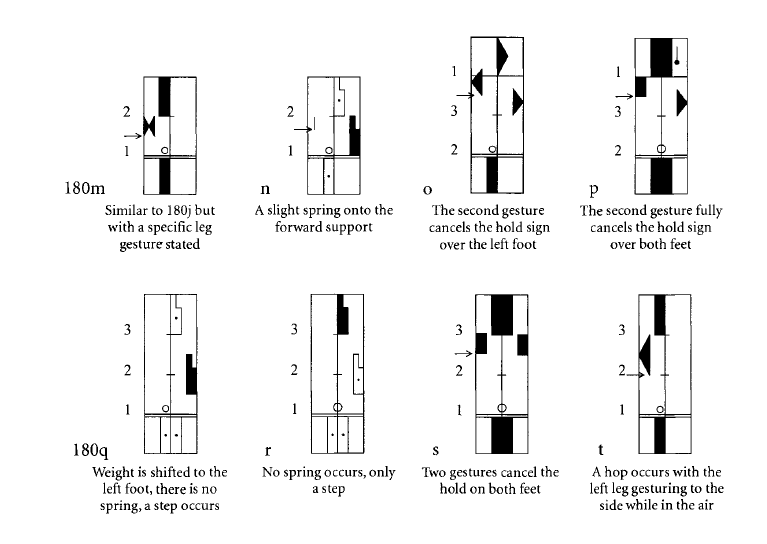 2
1
2
1
1
3
2
1
3
2
180m
n
o
p
Similar to 180j but
with a specific leg
gesture stated
A slight spring onto the
forward support
The second gesture
cancels the hold sign
over the left foot
The second gesture fully
cancels the hold sign
over both feet
3
2
1
3
2
1
3
2
1
3
2
1
180q
r
s
t
Weight is shifted to the
left foot, there is no
spring, a step occurs
No spring occurs, only
a step
Two gestures cancel the
hold on both feet
A hop occurs with the
left leg gesturing to the
side while in the air